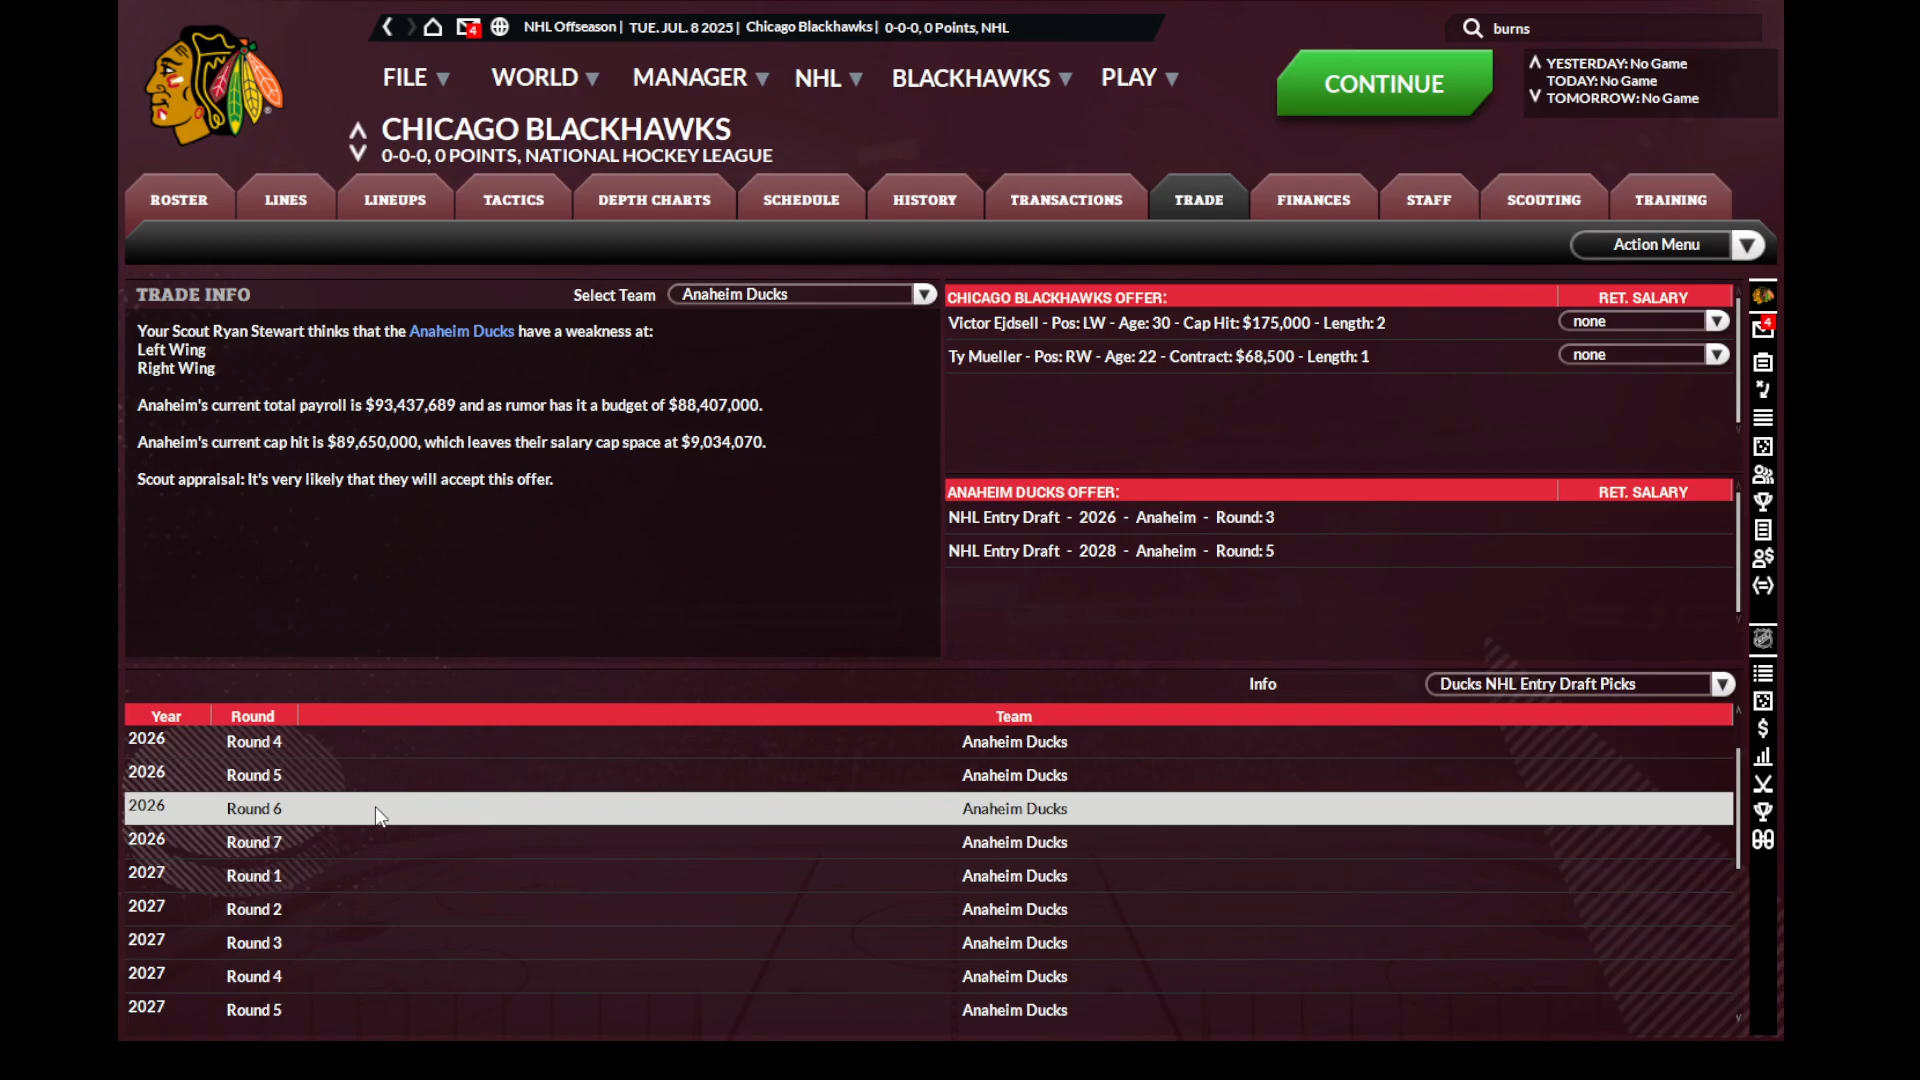 NHL Offseason | TUE. JUL. 8 2025 | Chicago Blackhawks | 0-0-0, 0 Points, NHL
4
burns
FILE WORLD MANAGER NHL BLACKHAWKS PLAY
CONTINUE
YESTERDAY: No Game
TODAY: No Game
TOMORROW: No Game
CHICAGO BLACKHAWKS
0-0-0, 0 POINTS, NATIONAL HOCKEY LEAGUE
ROSTER LINES LINEUPS TACTICS DEPTH CHARTS SCHEDULE HISTORY TRANSACTIONS TRADE FINANCES STAFF SCOUTING TRAINING
Action Menu
TRADE INFO Select Team Anaheim Ducks
Your Scout Ryan Stewart thinks that the Anaheim Ducks have a weakness at:
Left Wing
Right Wing
Anaheim's current total payroll is $93,437,689 and as rumor has it a budget of $88,407,000.
Anaheim's current cap hit is $89,650,000, which leaves their salary cap space at $9,034,070.
Scout appraisal: It's very likely that they will accept this offer.
CHICAGO BLACKHAWKS OFFER: RET. SALARY
Victor Ejdsell - Pos: LW - Age: 30 - Cap Hit: $175,000 - Length: 2 none
Ty Mueller - Pos: RW - Age: 22 - Contract: $68,500 - Length: 1 none
4
ANAHEIM DUCKS OFFER: RET. SALARY
NHL Entry Draft - 2026 - Anaheim - Round: 3
NHL Entry Draft - 2028 - Anaheim - Round: 5
Info Ducks NHL Entry Draft Picks
Year Round Team
2026 Round 4 Anaheim Ducks
2026 Round 5 Anaheim Ducks
2026 Round 6 Anaheim Ducks
2026 Round 7 Anaheim Ducks
2027 Round 1 Anaheim Ducks
2027 Round 2 Anaheim Ducks
2027 Round 3 Anaheim Ducks
2027 Round 4 Anaheim Ducks
2027 Round 5 Anaheim Ducks